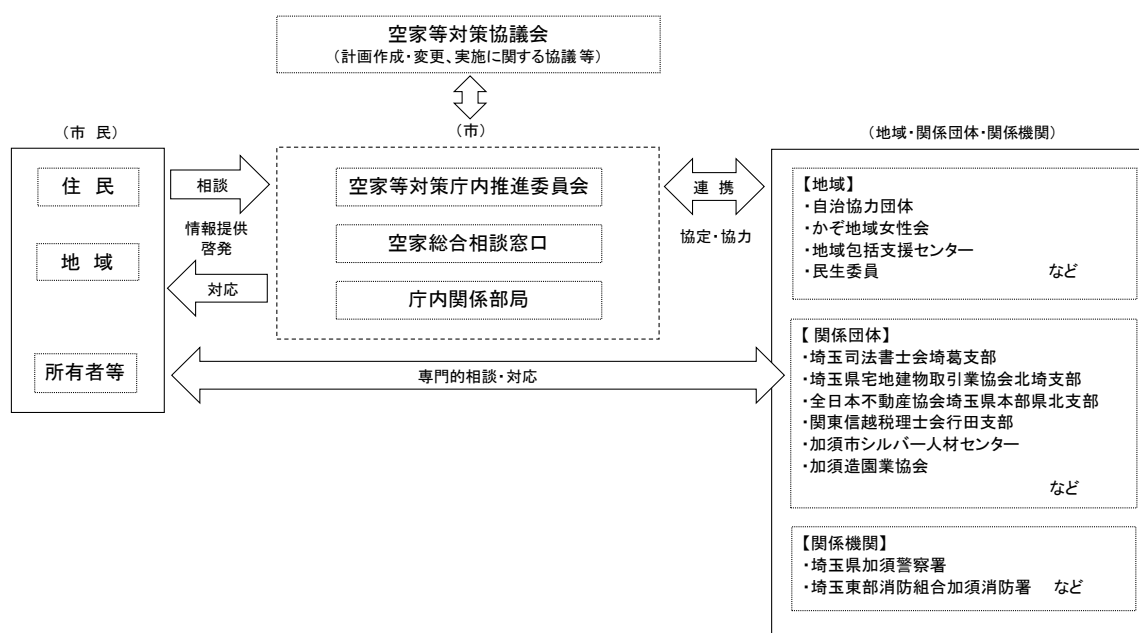 空家等対策協議会
（計画作成・変更、実施に関する協議等）
（市 民）
（市）
（地域・関係団体・関係機関）
住 民
地 域
所有者等
相談
情報提供
啓発
対応
空家等対策庁内推進委員会
空家総合相談窓口
庁内関係部局
連 携
協定・協力
専門的相談・対応
【地域】
・自治協力団体
・かぞ地域女性会
・地域包括支援センター
・民生委員 など
【 関係団体】
・埼玉司法書士会埼葛支部
・埼玉県宅地建物取引業協会北埼支部
・全日本不動産協会埼玉県本部県北支部
・関東信越税理士会行田支部
・加須市シルバー人材センター
・加須造園業協会
など
【関係機関】
・埼玉県加須警察署
・埼玉東部消防組合加須消防署 など